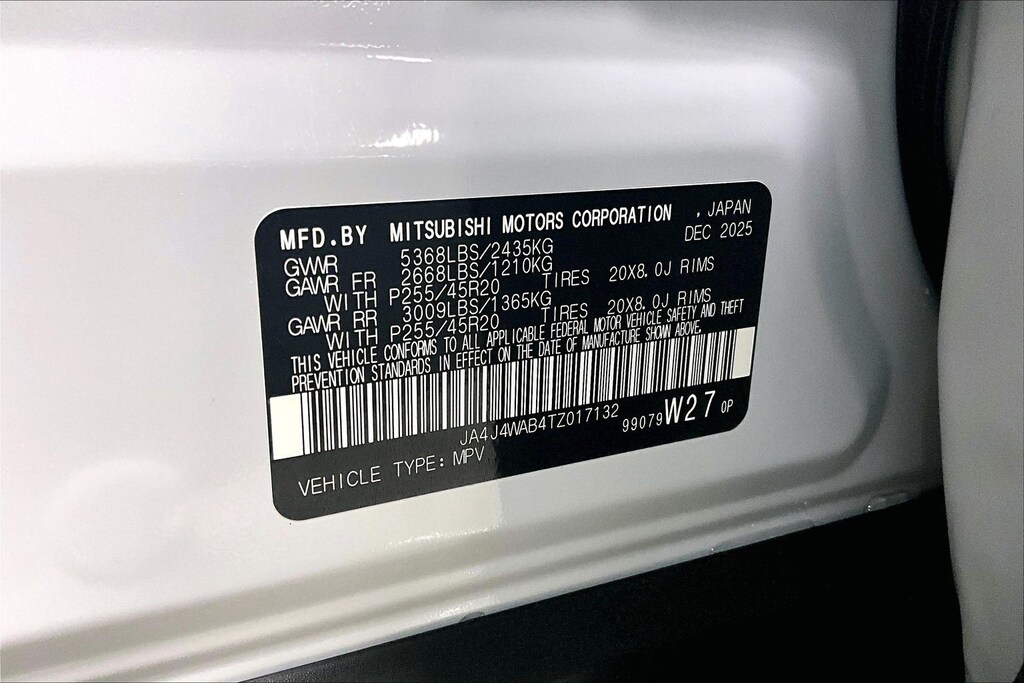 MFD.BY MITSUBISHI MOTORS CORPORATION , JAPAN
DEC 2025
GVWR 5368LBS/2435KG
GAWR FR 2668LBS/1210KG
WITH P255/45R20 TIRES 20X8.0J RIMS
GAWR RR 3009LBS/1365KG
WITH P255/45R20 TIRES 20X8.0J RIMS
THIS VEHICLE CONFORMS TO ALL APPLICABLE FEDERAL MOTOR VEHICLE SAFETY AND THEFT
PREVENTION STANDARDS IN EFFECT ON THE DATE OF MANUFACTURE SHOWN ABOVE.
JA4J4WAB4TZ017132
99079 W27 0P
VEHICLE TYPE: MPV